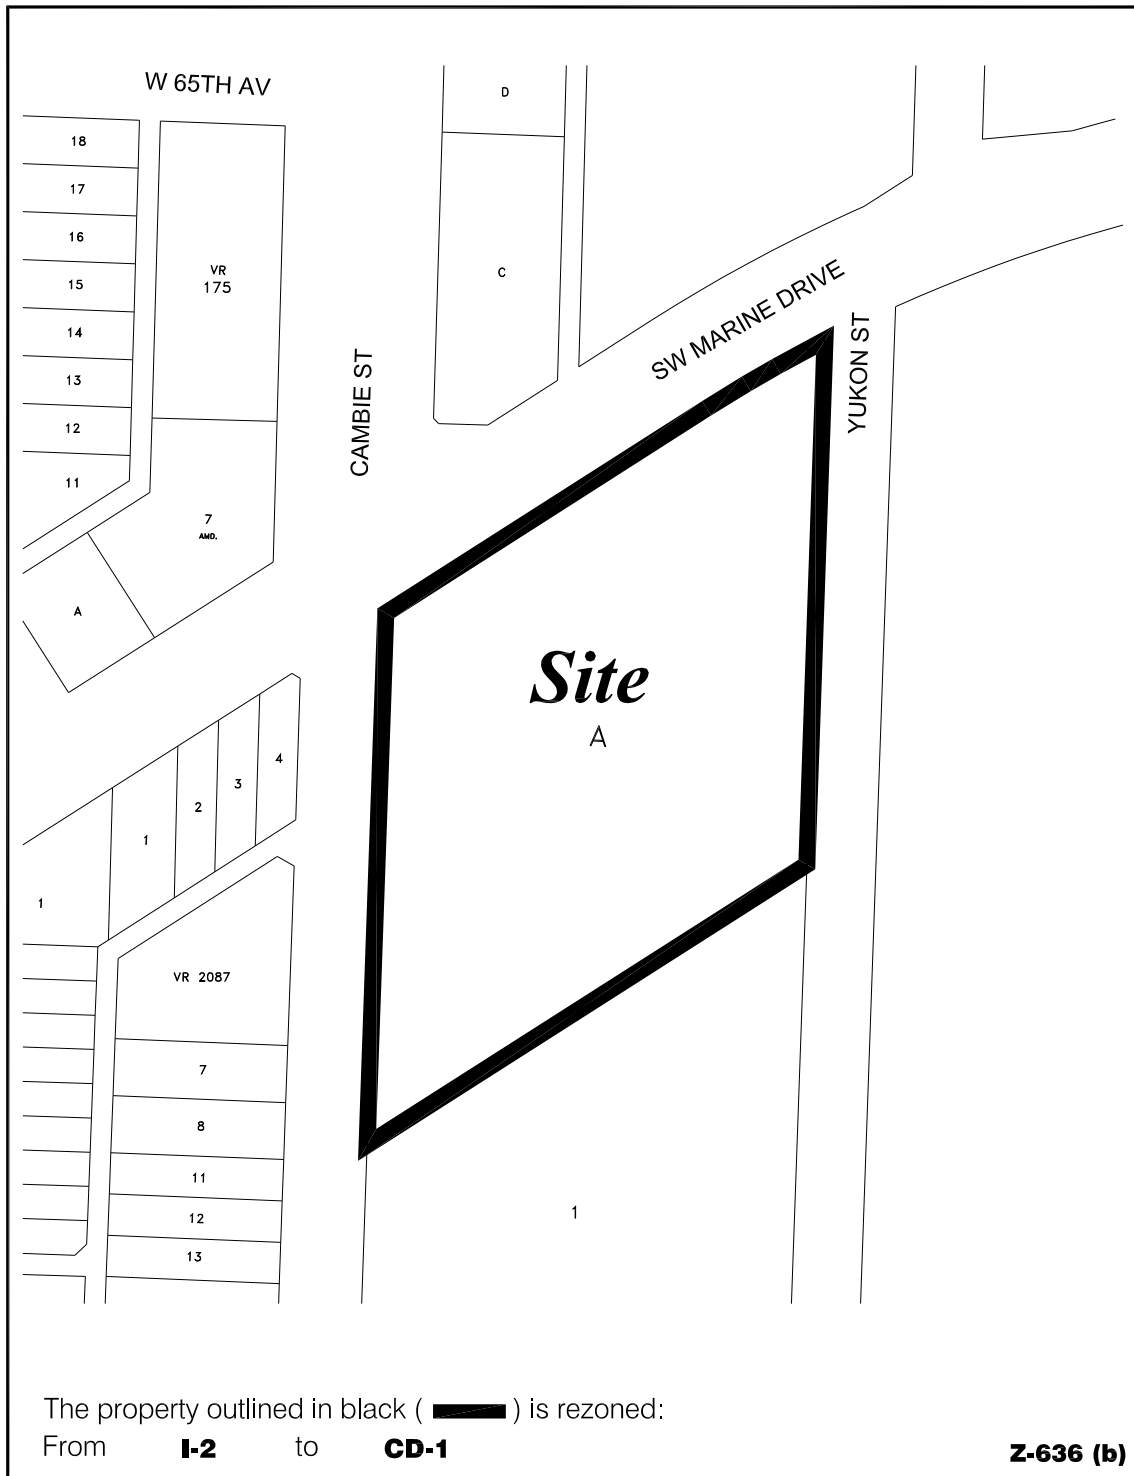 W 65TH AV
D
18
17
16
15
14
13
12
11
VR
175
C
SW MARINE DRIVE
YUKON ST
CAMBIE ST
7
AMD.
A
Site
A
4
3
2
1
1
VR 2087
7
8
11
12
13
1
The property outlined in black ( ) is rezoned:
From I-2 to CD-1
Z-636 (b)